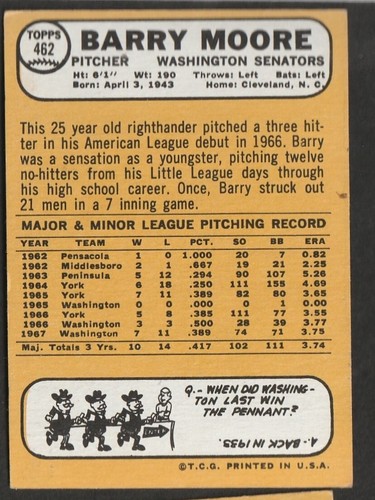 TOPPS
462
BARRY MOORE
PITCHER WASHINGTON SENATORS
Ht: 6'1" Wt: 190 Throws: Left Bats: Left
Born: April 3, 1943 Home: Cleveland, N. C.
This 25 year old righthander pitched a three hit-
ter in his American League debut in 1966. Barry
was a sensation as a youngster, pitching twelve
no-hitters from his Little League days through
his high school career. Once, Barry struck out
21 men in a 7 inning game.
MAJOR & MINOR LEAGUE PITCHING RECORD
YEAR TEAM W L PCT. SO BB ERA
1962 Pensacola 1 0 1.000 20 7 0.82
1962 Middlesboro 2 1 .667 19 21 2.25
1963 Peninsula 5 12 .294 90 107 5.26
1964 York 6 18 .250 111 155 4.69
1965 York 7 11 .389 82 80 3.65
1965 Washington 0 0 .000 0 1 0.00
1966 York 5 8 .385 111 77 3.55
1966 Washington 3 3 .500 28 39 3.77
1967 Washington 7 11 .389 74 71 3.75
Maj. Totals 3 Yrs. 10 14 .417 102 111 3.74
Q.-WHEN DID WASHING-
TON LAST WIN
THE PENNANT?
A. BACK IN 1933.
©T.C.G. PRINTED IN U.S.A.